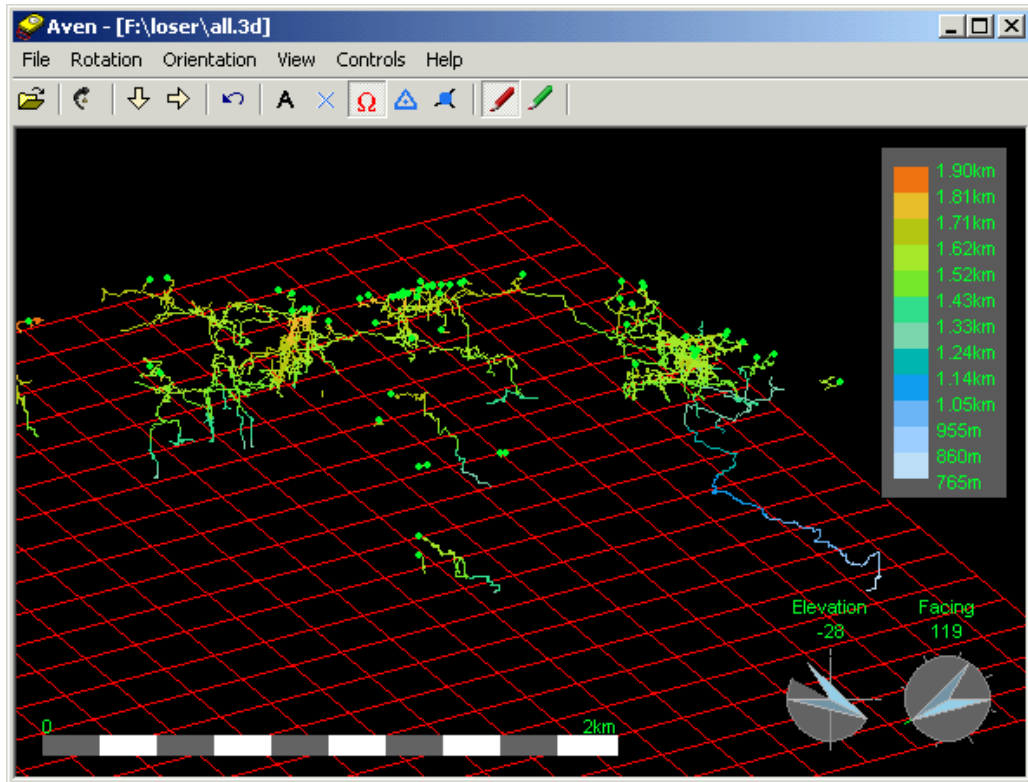 Aven - [F:\loser\all.3d]
File Rotation Orientation View Controls Help
A Ω
1.90km
1.81km
1.71km
1.62km
1.52km
1.43km
1.33km
1.24km
1.14km
1.05km
955m
860m
765m
Elevation Facing
-28 119
0 2km